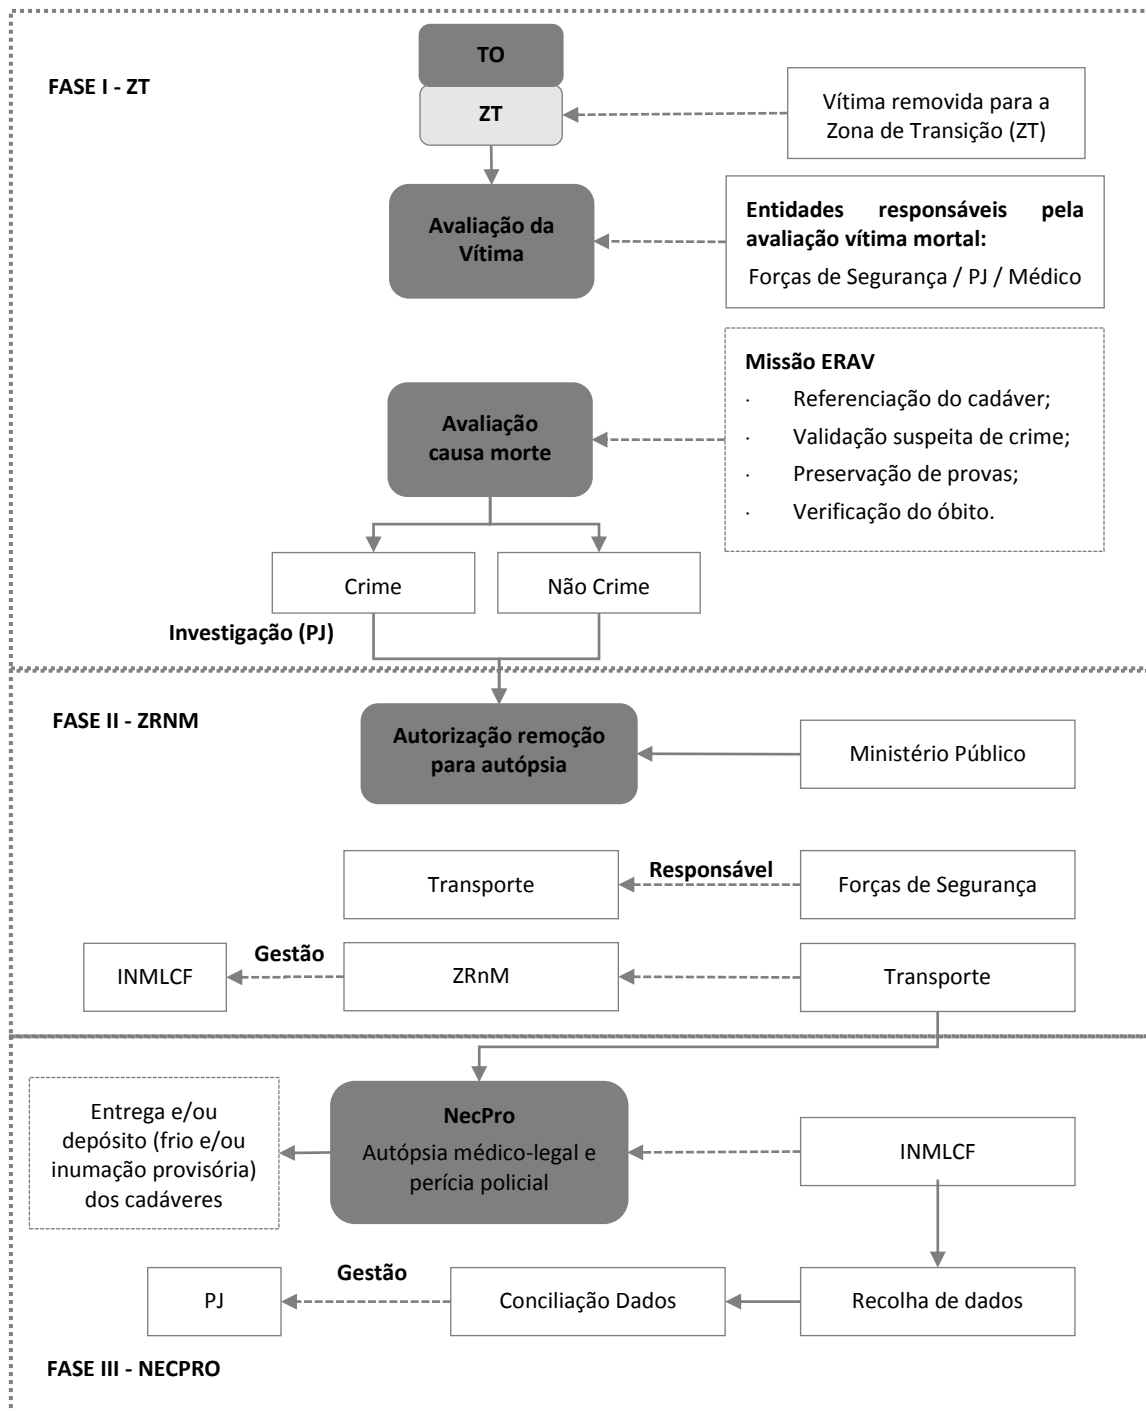 TO
FASE I - ZT
ZT
Vítima removida para a
Zona de Transição (ZT)
Avaliação da
Vítima
Entidades responsáveis pela
avaliação vítima mortal:
Forças de Segurança / PJ / Médico
Missão ERAV
· Referenciação do cadáver;
· Validação suspeita de crime;
· Preservação de provas;
· Verificação do óbito.
Avaliação
causa morte
Crime
Não Crime
Investigação (PJ)
FASE II - ZRNM
Autorização remoção
para autópsia
Ministério Público
Transporte
Responsável
Forças de Segurança
INMLCF
Gestão
ZRnM
Transporte
Entrega e/ou
depósito (frio e/ou
inumação provisória)
dos cadáveres
NecPro
Autópsia médico-legal e
perícia policial
INMLCF
PJ
Gestão
Conciliação Dados
Recolha de dados
FASE III - NECPRO